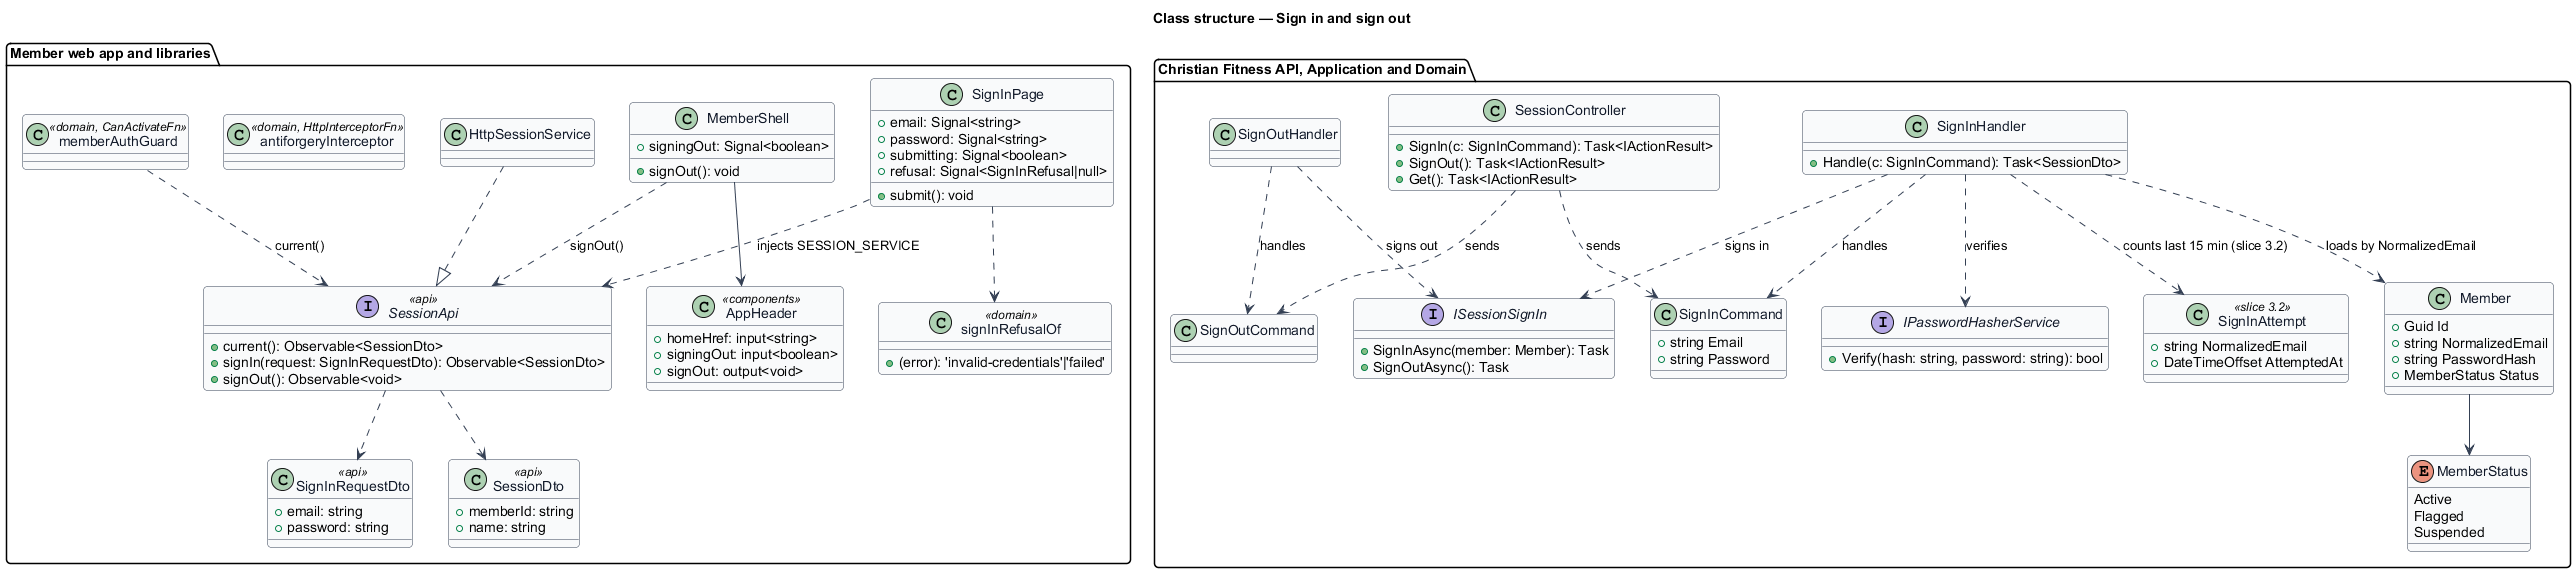 Class structure — Sign in and sign out
Member web app and libraries
«domain, CanActivateFn»
memberAuthGuard
«domain, HttpInterceptorFn»
antiforgeryInterceptor
HttpSessionService
MemberShell
signingOut: Signal<boolean>
signOut(): void
SignInPage
email: Signal<string>
password: Signal<string>
submitting: Signal<boolean>
refusal: Signal<SignInRefusal|null>
submit(): void
current()
signOut()
injects SESSION_SERVICE
«api»
SessionApi
current(): Observable<SessionDto>
signIn(request: SignInRequestDto): Observable<SessionDto>
signOut(): Observable<void>
«components»
AppHeader
homeHref: input<string>
signingOut: input<boolean>
signOut: output<void>
«domain»
signInRefusalOf
(error): 'invalid-credentials'|'failed'
«api»
SignInRequestDto
email: string
password: string
«api»
SessionDto
memberId: string
name: string
Christian Fitness API, Application and Domain
SignOutHandler
SessionController
SignIn(c: SignInCommand): Task<IActionResult>
SignOut(): Task<IActionResult>
Get(): Task<IActionResult>
SignInHandler
Handle(c: SignInCommand): Task<SessionDto>
handles
signs out
sends
sends
signs in
handles
verifies
counts last 15 min (slice 3.2)
loads by NormalizedEmail
SignOutCommand
ISessionSignIn
SignInAsync(member: Member): Task
SignOutAsync(): Task
SignInCommand
string Email
string Password
IPasswordHasherService
Verify(hash: string, password: string): bool
«slice 3.2»
SignInAttempt
string NormalizedEmail
DateTimeOffset AttemptedAt
Member
Guid Id
string NormalizedEmail
string PasswordHash
MemberStatus Status
MemberStatus
Active
Flagged
Suspended